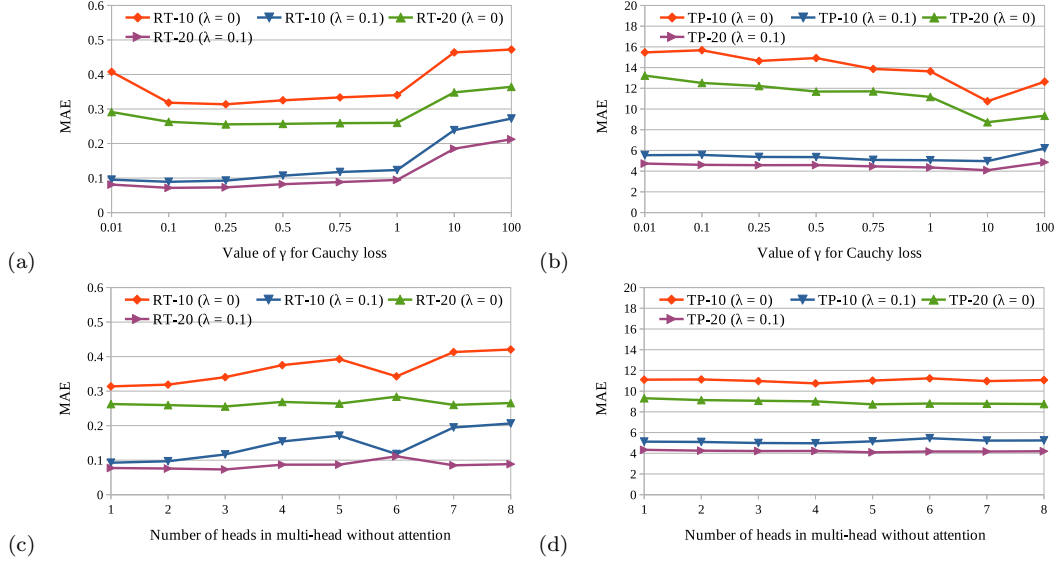 RT-10 (λ = 0) RT-10 (λ = 0.1) RT-20 (λ = 0)
RT-20 (λ = 0.1)
0.6
0.5
0.4
0.3
0.2
0.1
0
MAE
0.01 0.1 0.25 0.5 0.75 1 10 100
Value of γ for Cauchy loss
(a)
TP-10 (λ = 0) TP-10 (λ = 0.1) TP-20 (λ = 0)
TP-20 (λ = 0.1)
20
18
16
14
12
10
8
6
4
2
0
MAE
0.01 0.1 0.25 0.5 0.75 1 10 100
Value of γ for Cauchy loss
(b)
RT-10 (λ = 0) RT-10 (λ = 0.1) RT-20 (λ = 0)
RT-20 (λ = 0.1)
0.6
0.5
0.4
0.3
0.2
0.1
0
MAE
1 2 3 4 5 6 7 8
Number of heads in multi-head without attention
(c)
TP-10 (λ = 0) TP-10 (λ = 0.1) TP-20 (λ = 0)
TP-20 (λ = 0.1)
20
18
16
14
12
10
8
6
4
2
0
MAE
1 2 3 4 5 6 7 8
Number of heads in multi-head without attention
(d)